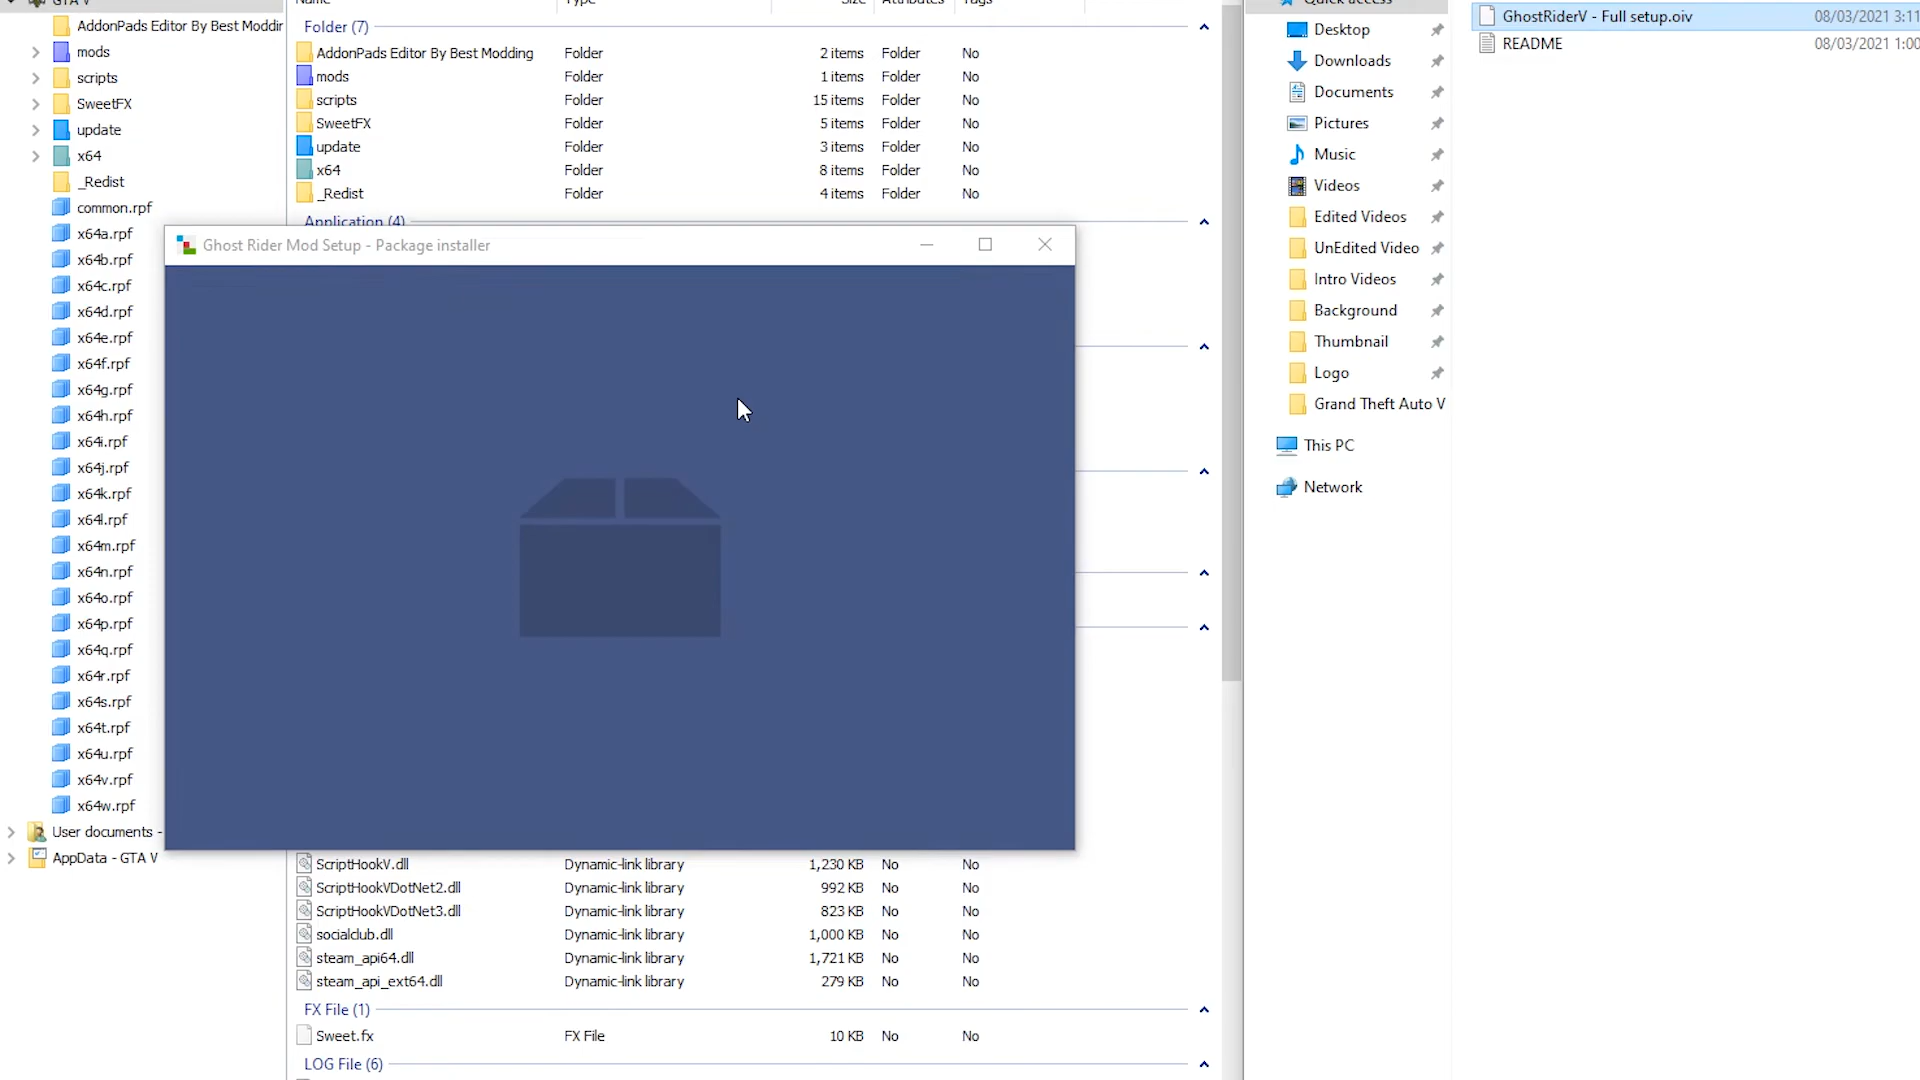 GTA V
AddonPads Editor By Best Moddin
mods
scripts
SweetFX
update
x64
_Redist
common.rpf
x64a.rpf
x64b.rpf
x64c.rpf
x64d.rpf
x64e.rpf
x64f.rpf
x64g.rpf
x64h.rpf
x64i.rpf
x64j.rpf
x64k.rpf
x64l.rpf
x64m.rpf
x64n.rpf
x64o.rpf
x64p.rpf
x64q.rpf
x64r.rpf
x64s.rpf
x64t.rpf
x64u.rpf
x64v.rpf
x64w.rpf
User documents -
AppData - GTA V
Name Type Size Attributes Tags
Folder (7)
AddonPads Editor By Best Modding Folder 2 items Folder No
mods Folder 1 items Folder No
scripts Folder 15 items Folder No
SweetFX Folder 5 items Folder No
update Folder 3 items Folder No
x64 Folder 8 items Folder No
_Redist Folder 4 items Folder No
Application (4)
Ghost Rider Mod Setup - Package installer
ScriptHookV.dll Dynamic-link library 1,230 KB No No
ScriptHookVDotNet2.dll Dynamic-link library 992 KB No No
ScriptHookVDotNet3.dll Dynamic-link library 823 KB No No
socialclub.dll Dynamic-link library 1,000 KB No No
steam_api64.dll Dynamic-link library 1,721 KB No No
steam_api_ext64.dll Dynamic-link library 279 KB No No
FX File (1)
Sweet.fx FX File 10 KB No No
LOG File (6)
Quick access
Desktop
Downloads
Documents
Pictures
Music
Videos
Edited Videos
UnEdited Video
Intro Videos
Background
Thumbnail
Logo
Grand Theft Auto V
This PC
Network
GhostRiderV - Full setup.oiv 08/03/2021 3:11
README 08/03/2021 1:00